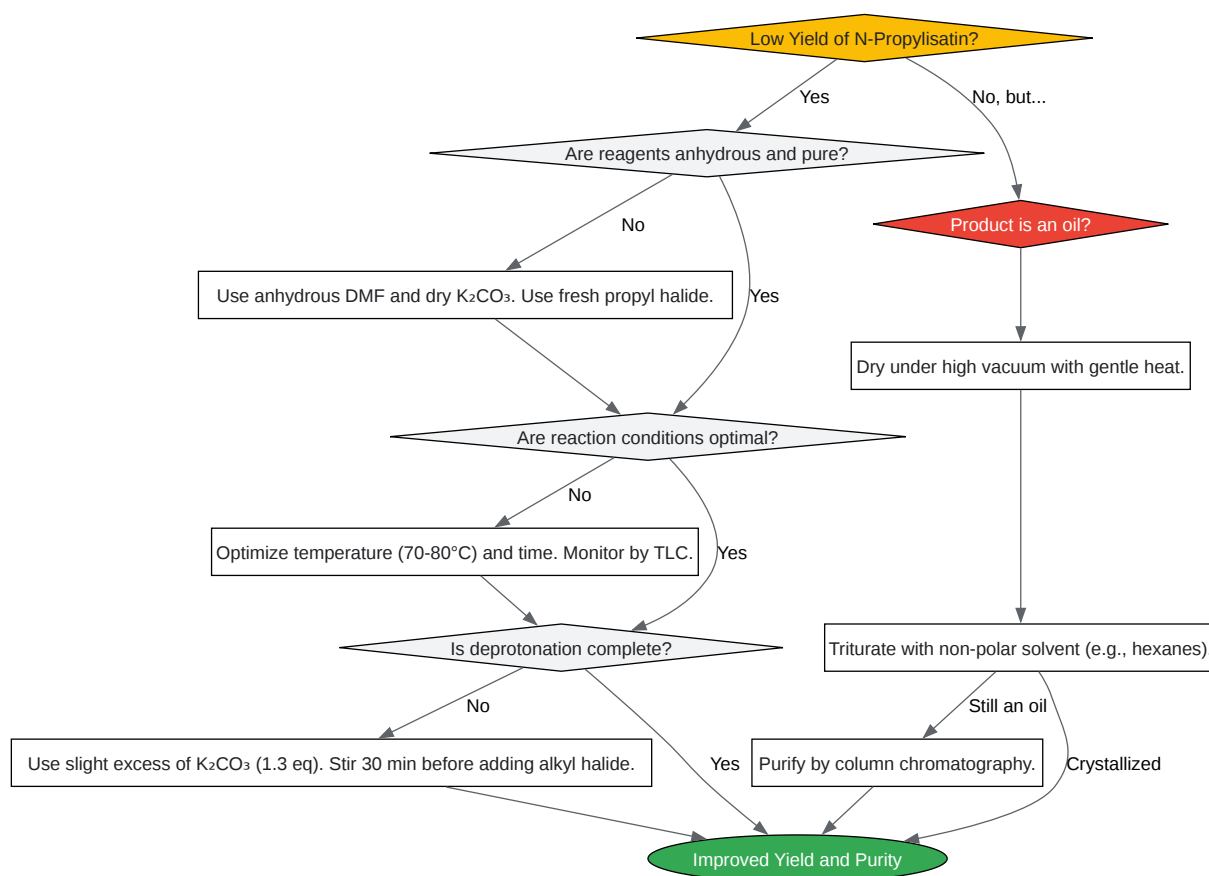 Low Yield of N-Propylisatin?
Yes
No, but...
Are reagents anhydrous and pure?
Product is an oil?
No
Use anhydrous DMF and dry K₂CO₃. Use fresh propyl halide.
Yes
Dry under high vacuum with gentle heat.
Are reaction conditions optimal?
No
Optimize temperature (70-80°C) and time. Monitor by TLC.
Yes
Is deprotonation complete?
Triturate with non-polar solvent (e.g., hexanes).
No
Still an oil
Use slight excess of K₂CO₃ (1.3 eq). Stir 30 min before adding alkyl halide.
Yes
Purify by column chromatography.
Crystallized
Improved Yield and Purity